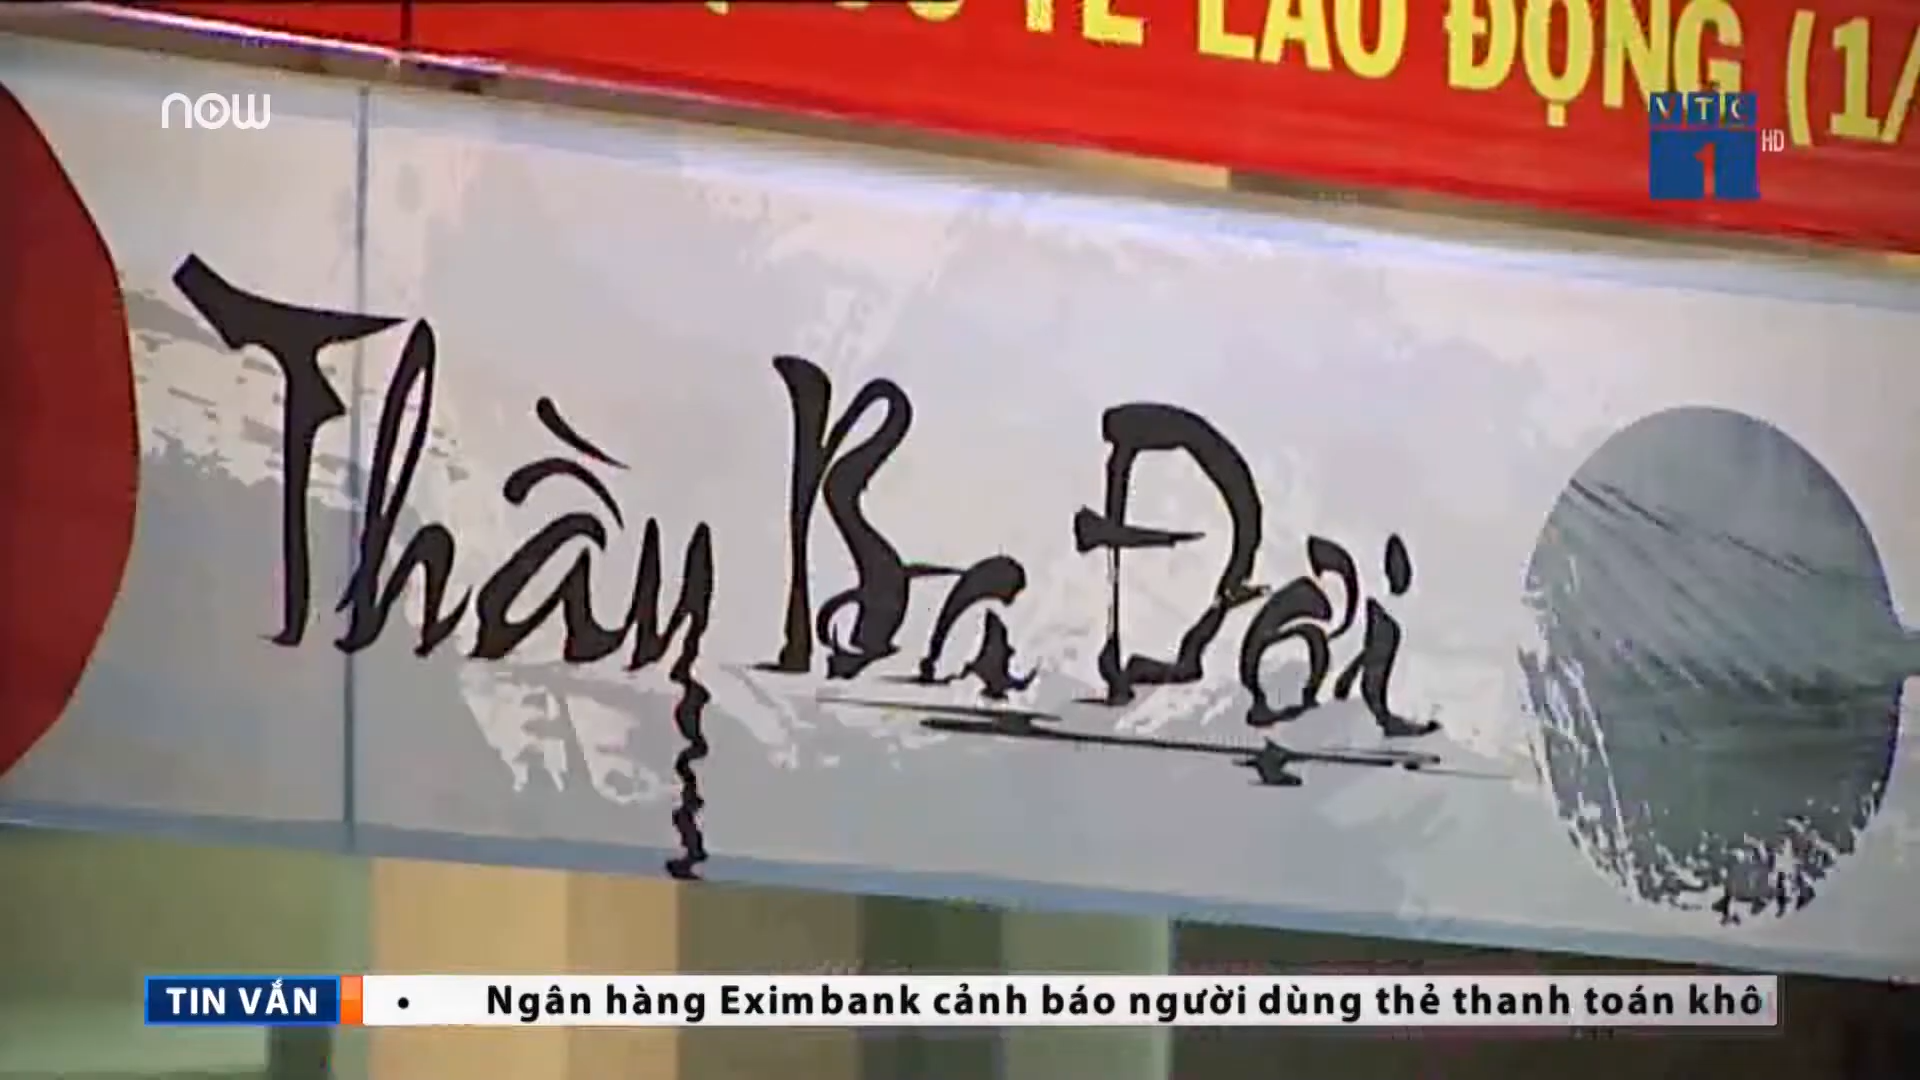 LAO ĐỘNG (1/
now
VTC
1
HD
Thầy Ba Đợi
TIN VẮN
• Ngân hàng Eximbank cảnh báo người dùng thẻ thanh toán khô